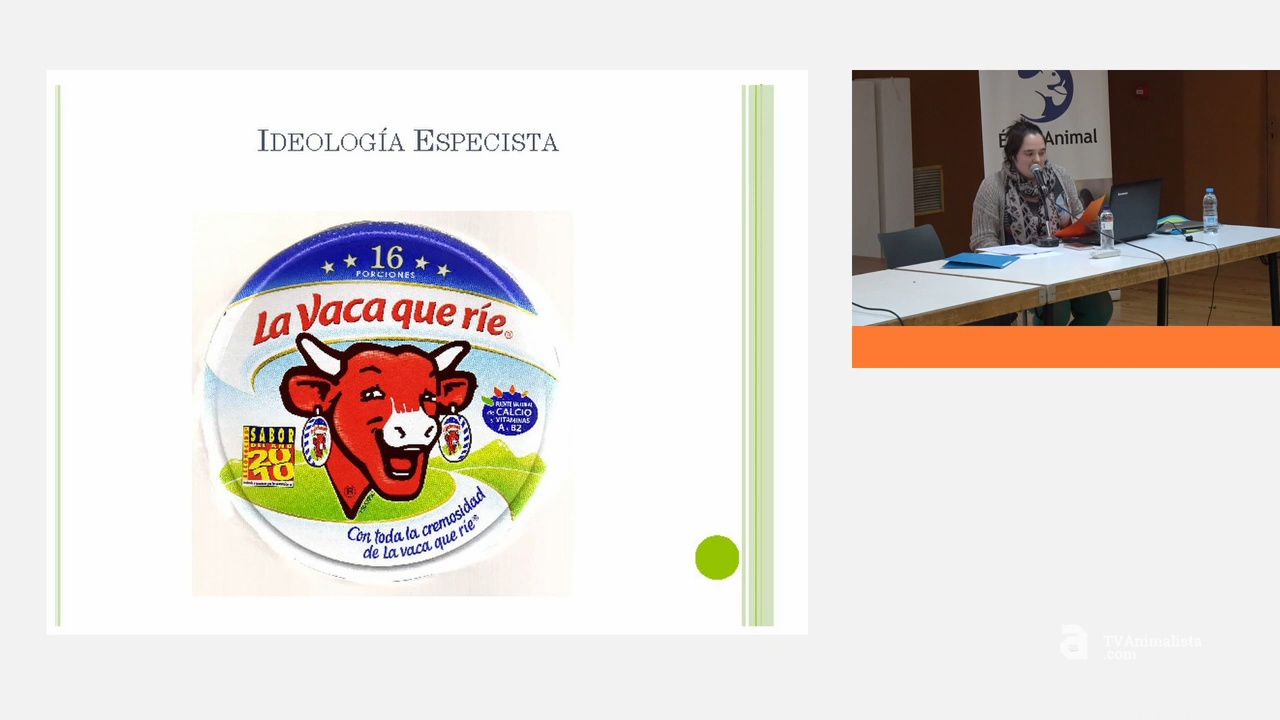 IDEOLOGÍA ESPECISTA
16
PORCIONES
La Vaca que ríe®
FUENTE NATURAL
de CALCIO
y VITAMINAS
A y B2
SABOR
DEL AÑO
2010
Con toda la cremosidad
de La vaca que ríe®
Animal
lenovo
TVAnimalista
.com